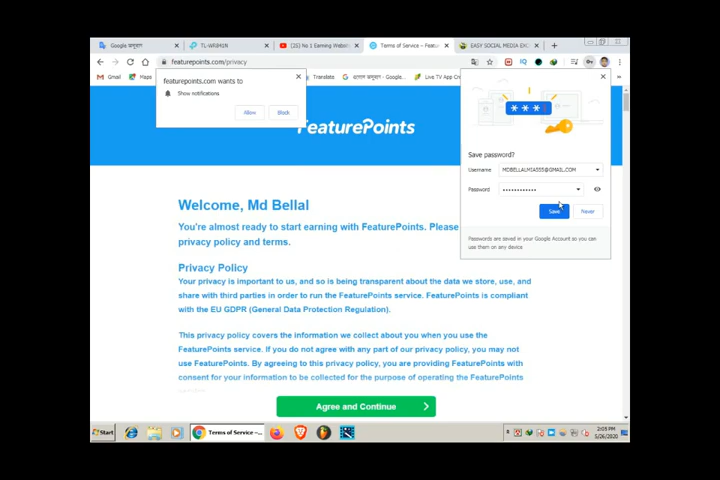 Google অনুবাদ
TL-WR841N
(25) No 1 Earning Website
Terms of Service – Featur
EASY SOCIAL MEDIA EXC
featurepoints.com/privacy
Gmail
Maps
Translate
Google অনুবাদ - Google...
Live TV
featurepoints.com wants to
Show notifications
Allow
Block
FeaturePoints
Save password?
Username
MDBELLALMIA555@GMAIL.COM
Password
••••••••••••
Save
Never
Passwords are saved in your Google Account so you can
use them on any device
Welcome, Md Bellal
You're almost ready to start earning with FeaturePoints. Please
privacy policy and terms.
Privacy Policy
Your privacy is important to us, and so is being transparent about the data we store, use, and
share with third parties in order to run the FeaturePoints service. FeaturePoints is compliant
with the EU GDPR (General Data Protection Regulation).
This privacy policy covers the information we collect about you when you use the
FeaturePoints service. If you do not agree with any part of our privacy policy, you may not
use FeaturePoints. By agreeing to this privacy policy, you are providing FeaturePoints with
consent for your information to be collected for the purpose of operating the FeaturePoints
Agree and Continue
Start
Terms of Service –...
2:05 PM
5/26/2020